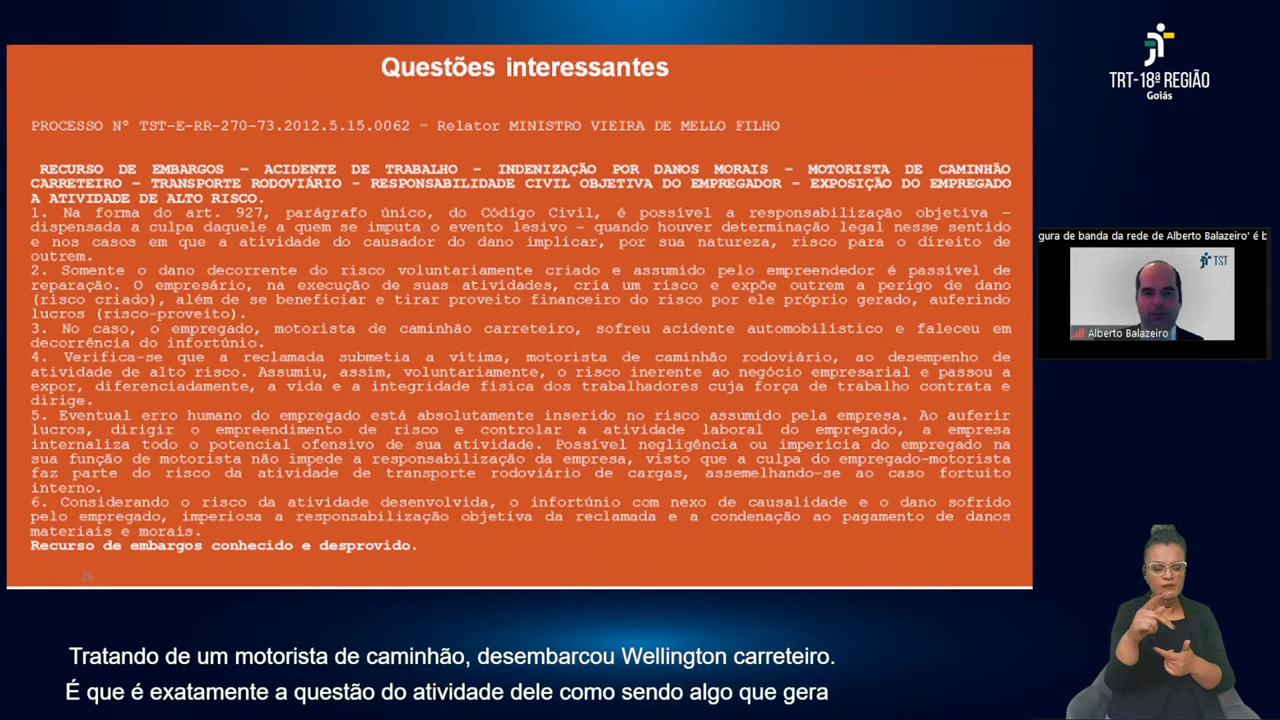 Questões interessantes
PROCESSO Nº TST-E-RR-270-73.2012.5.15.0062 – Relator MINISTRO VIEIRA DE MELLO FILHO
RECURSO DE EMBARGOS – ACIDENTE DE TRABALHO – INDENIZAÇÃO POR DANOS MORAIS – MOTORISTA DE CAMINHÃO
CARRETEIRO – TRANSPORTE RODOVIÁRIO – RESPONSABILIDADE CIVIL OBJETIVA DO EMPREGADOR – EXPOSIÇÃO DO EMPREGADO
A ATIVIDADE DE ALTO RISCO.
1. Na forma do art. 927, parágrafo único, do Código Civil, é possível a responsabilização objetiva –
dispensada a culpa daquele a quem se imputa o evento lesivo – quando houver determinação legal nesse sentido
e nos casos em que a atividade do causador do dano implicar, por sua natureza, risco para o direito de
outrem.
2. Somente o dano decorrente do risco voluntariamente criado e assumido pelo empreendedor é passível de
reparação. O empresário, na execução de suas atividades, cria um risco e expõe outrem a perigo de dano
(risco criado), além de se beneficiar e tirar proveito financeiro do risco por ele próprio gerado, auferindo
lucros (risco-proveito).
3. No caso, o empregado, motorista de caminhão carreteiro, sofreu acidente automobilístico e faleceu em
decorrência do infortúnio.
4. Verifica-se que a reclamada submetia a vítima, motorista de caminhão rodoviário, ao desempenho de
atividade de alto risco. Assumiu, assim, voluntariamente, o risco inerente ao negócio empresarial e passou a
expor, diferenciadamente, a vida e a integridade física dos trabalhadores cuja força de trabalho contrata e
dirige.
5. Eventual erro humano do empregado está absolutamente inserido no risco assumido pela empresa. Ao auferir
lucros, dirigir o empreendimento de risco e controlar a atividade laboral do empregado, a empresa
internaliza todo o potencial ofensivo de sua atividade. Possível negligência ou imperícia do empregado na
sua função de motorista não impede a responsabilização da empresa, visto que a culpa do empregado-motorista
faz parte do risco da atividade de transporte rodoviário de cargas, assemelhando-se ao caso fortuito
interno.
6. Considerando o risco da atividade desenvolvida, o infortúnio com nexo de causalidade e o dano sofrido
pelo empregado, imperiosa a responsabilização objetiva da reclamada e a condenação ao pagamento de danos
materiais e morais.
Recurso de embargos conhecido e desprovido.
26
TRT-18ª REGIÃO
Goiás
gura de banda da rede de Alberto Balazeiro' é b
TST
Alberto Balazeiro
Tratando de um motorista de caminhão, desembarcou Wellington carreteiro.
É que é exatamente a questão do atividade dele como sendo algo que gera